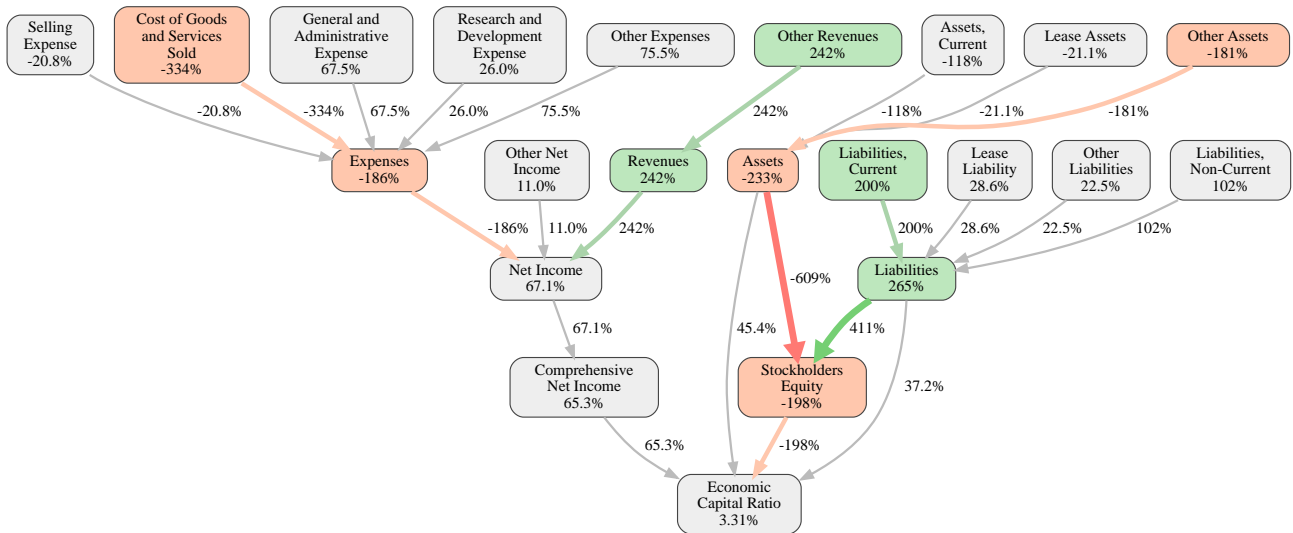 Selling
Expense
-20.8%
Cost of Goods
and Services
Sold
-334%
General and
Administrative
Expense
67.5%
Research and
Development
Expense
26.0%
Other Expenses
75.5%
Other Revenues
242%
Assets,
Current
-118%
Lease Assets
-21.1%
Other Assets
-181%
-20.8%
-334%
67.5%
26.0%
75.5%
242%
-118%
-21.1%
-181%
Expenses
-186%
Other Net
Income
11.0%
Revenues
242%
Assets
-233%
Liabilities,
Current
200%
Lease
Liability
28.6%
Other
Liabilities
22.5%
Liabilities,
Non-Current
102%
-186%
11.0%
242%
200%
28.6%
22.5%
102%
Net Income
67.1%
-609%
Liabilities
265%
67.1%
45.4%
411%
Comprehensive
Net Income
65.3%
Stockholders
Equity
-198%
37.2%
65.3%
-198%
Economic
Capital Ratio
3.31%